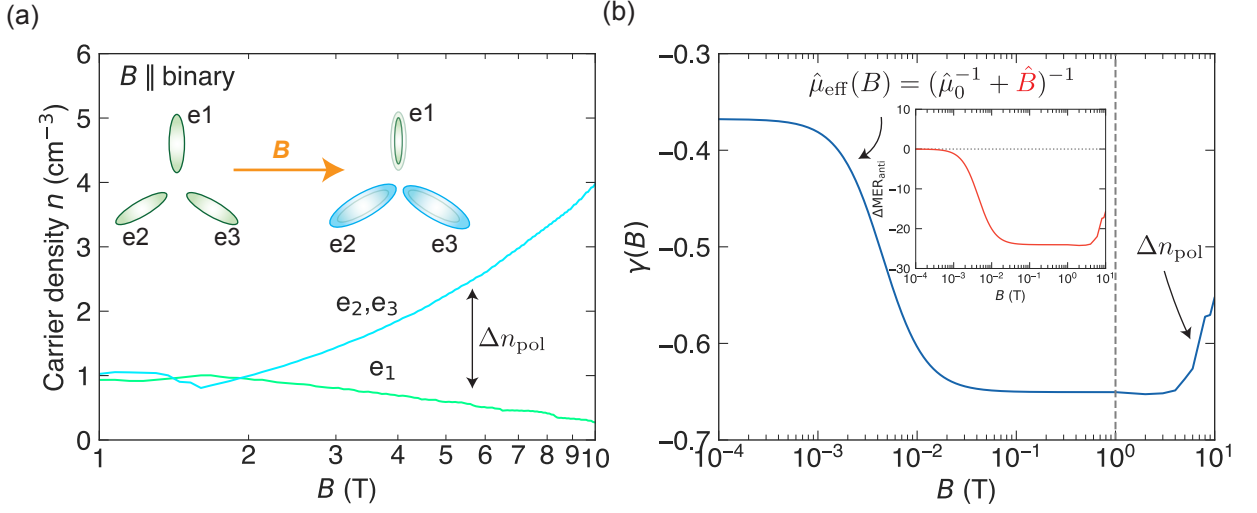 (a)
B ∥ binary
e1
e2
e3
B
e1
e2
e3
e₂,e₃
e₁
Δn_pol
Carrier density n (cm⁻³)
6
5
4
3
2
1
0
1
2
3
4
5
6
7
8
9
10
B (T)
(b)
μ̂_eff(B) = (μ̂₀⁻¹ + B̂)⁻¹
γ(B)
−0.3
−0.4
−0.5
−0.6
−0.7
10⁻⁴
10⁻³
10⁻²
10⁻¹
10⁰
10¹
B (T)
Δn_pol
ΔMER_anti
10
0
−10
−20
−30
10⁻⁴
10⁻³
10⁻²
10⁻¹
10⁰
10¹
B (T)